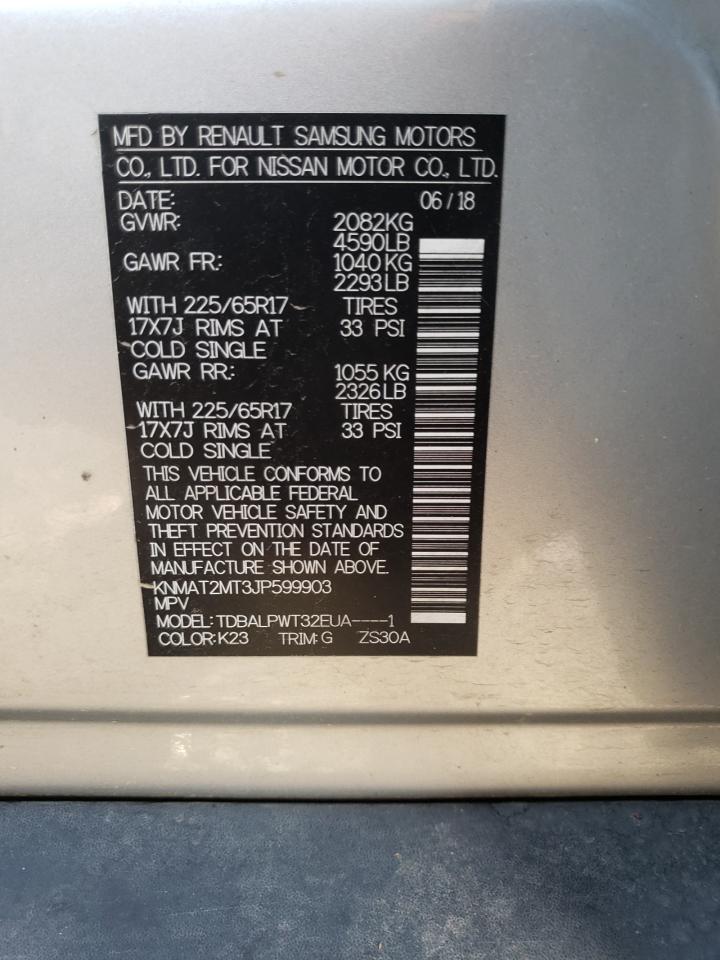 MFD BY RENAULT SAMSUNG MOTORS
CO., LTD. FOR NISSAN MOTOR CO., LTD.
DATE: 06/18
GVWR: 2082KG
4590LB
GAWR FR: 1040KG
2293LB
WITH 225/65R17 TIRES
17X7J RIMS AT 33 PSI
COLD SINGLE
GAWR RR: 1055KG
2326LB
WITH 225/65R17 TIRES
17X7J RIMS AT 33 PSI
COLD SINGLE
THIS VEHICLE CONFORMS TO
ALL APPLICABLE FEDERAL
MOTOR VEHICLE SAFETY AND
THEFT PREVENTION STANDARDS
IN EFFECT ON THE DATE OF
MANUFACTURE SHOWN ABOVE.
KNMAT2MT3JP599903
MPV
MODEL: TDBALPWT32EUA----1
COLOR:K23 TRIM:G ZS30A